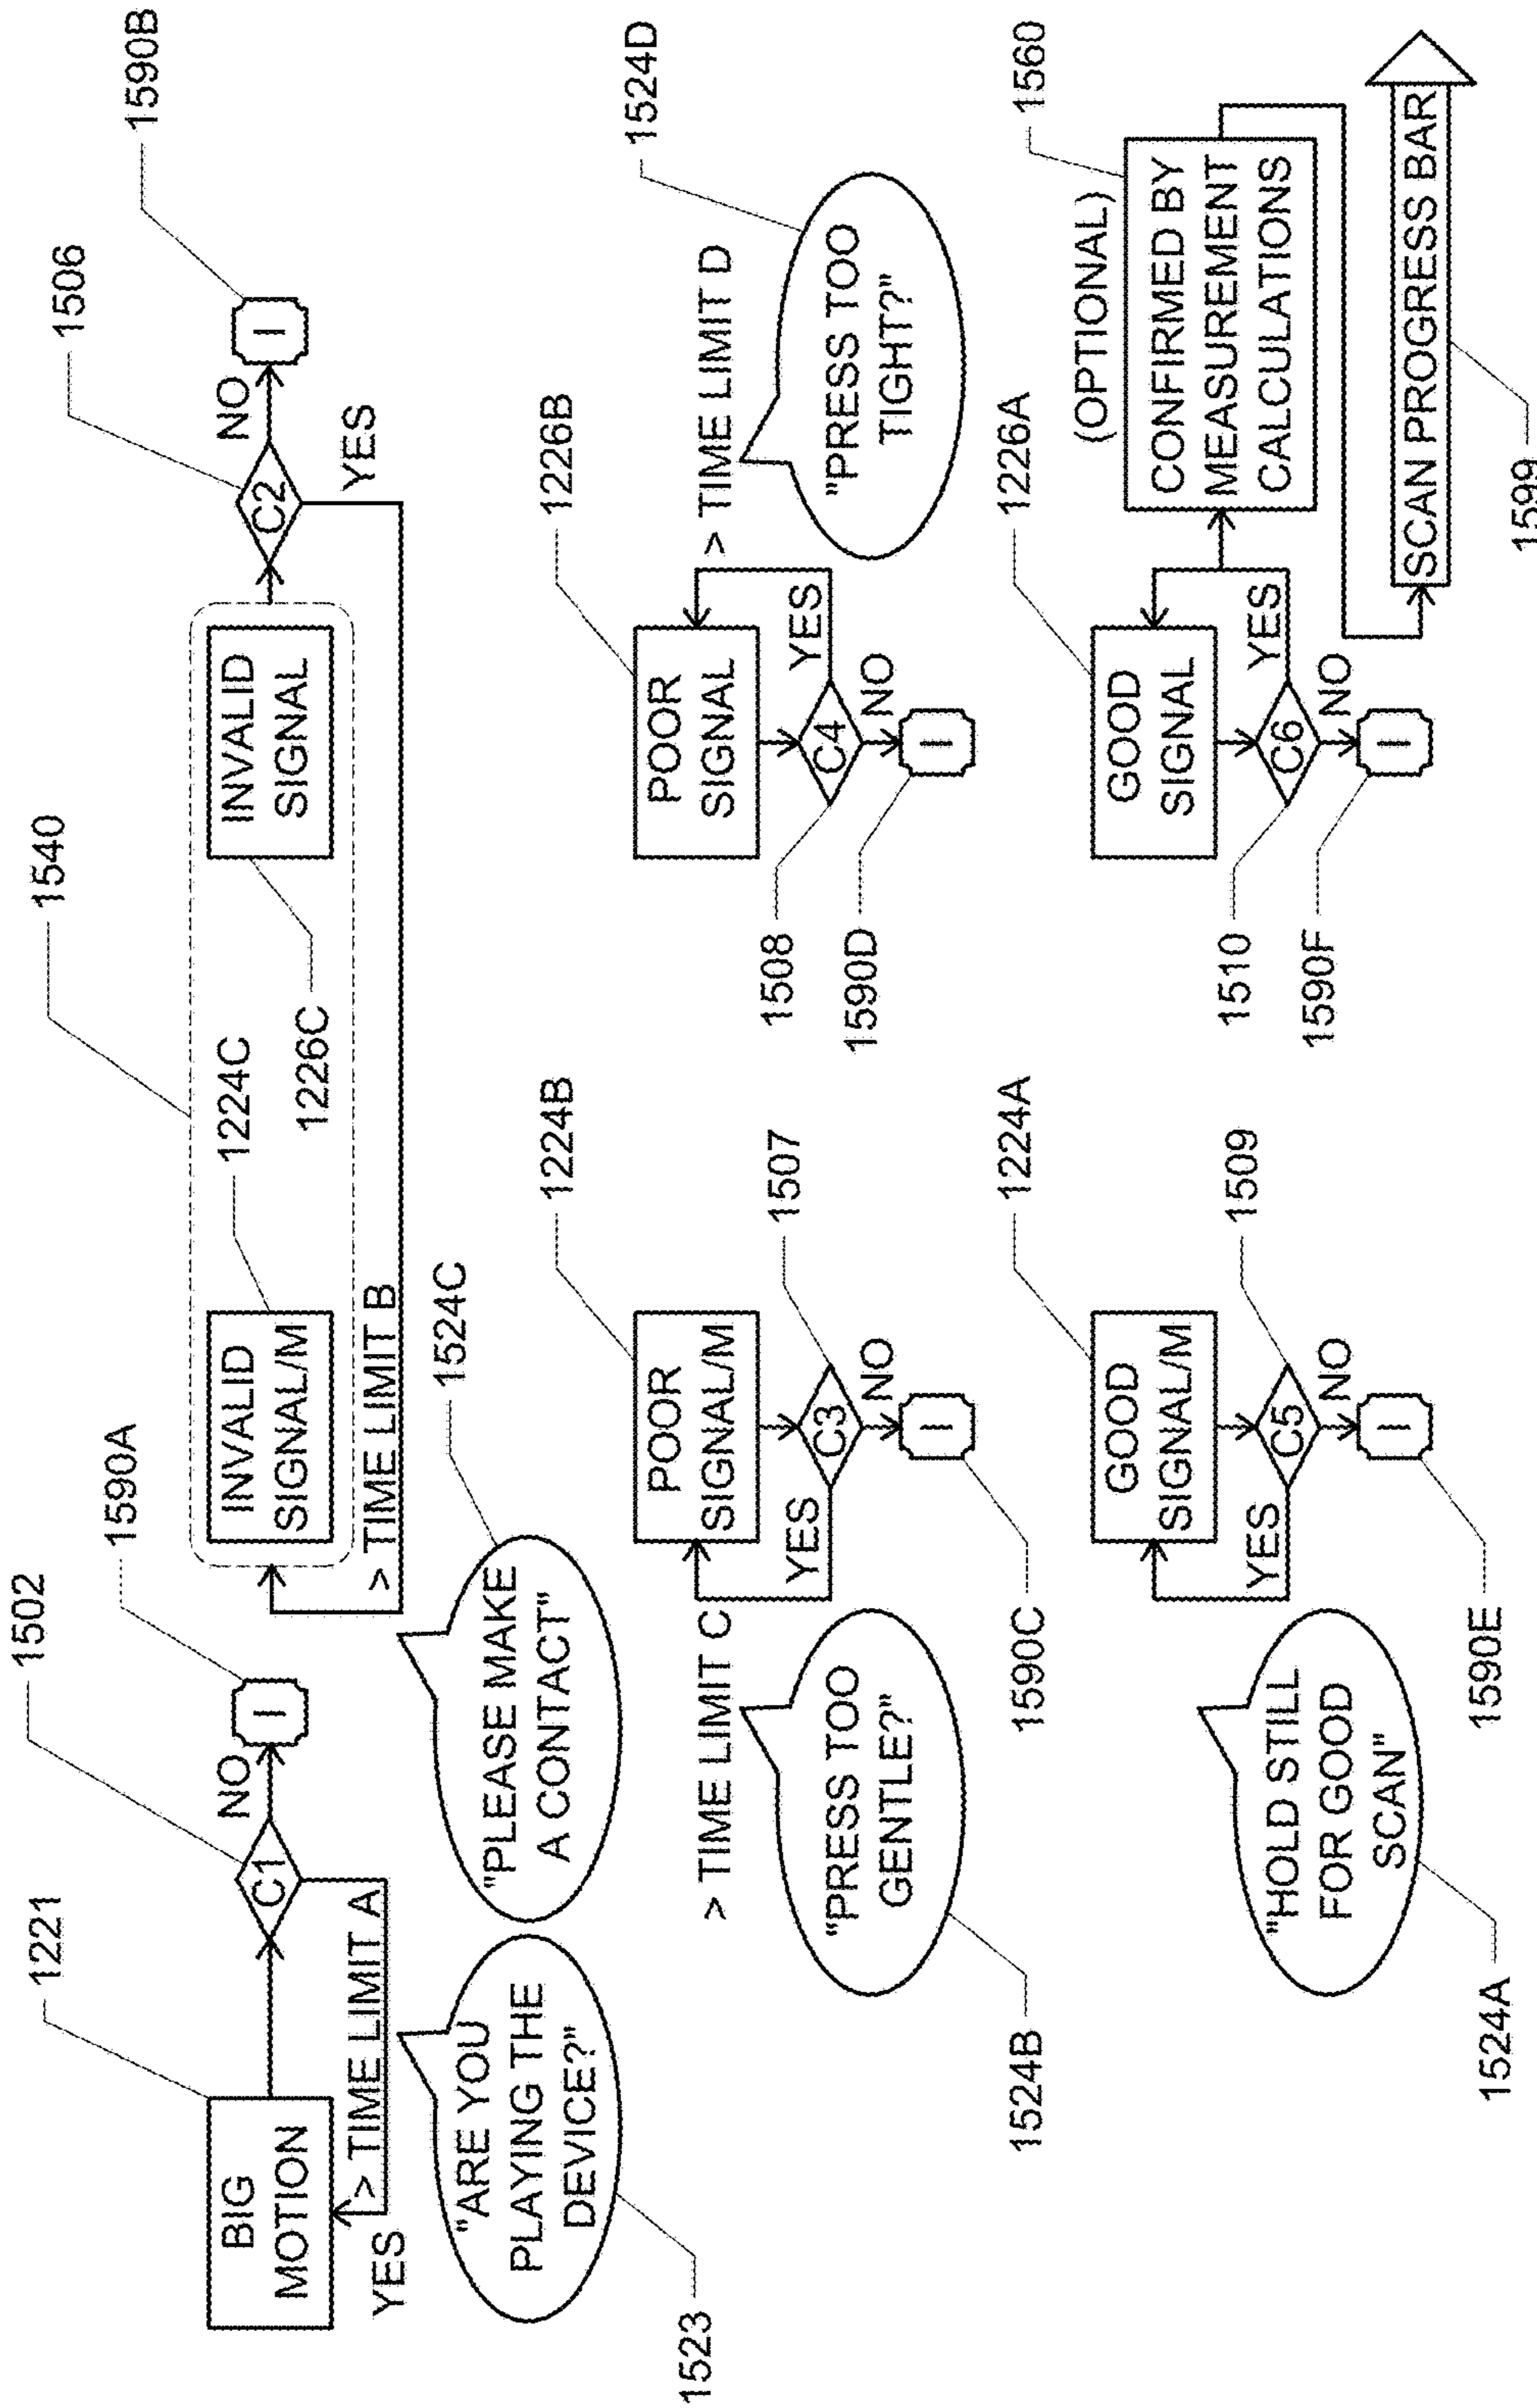 1221
BIG
MOTION
C1
1502
NO
I
1590A
YES
> TIME LIMIT A
"ARE YOU
PLAYING THE
DEVICE?"
1523
1540
INVALID
SIGNAL/M
1224C
INVALID
SIGNAL
1226C
C2
1506
NO
I
1590B
YES
> TIME LIMIT B
"PLEASE MAKE
A CONTACT"
1524C
POOR
SIGNAL/M
1224B
C3
1507
YES
NO
I
1590C
> TIME LIMIT C
"PRESS TOO
GENTLE?"
1524B
POOR
SIGNAL
1226B
C4
1508
YES
NO
I
1590D
> TIME LIMIT D
"PRESS TOO
TIGHT?"
1524D
GOOD
SIGNAL/M
1224A
C5
1509
YES
NO
I
1590E
"HOLD STILL
FOR GOOD
SCAN"
1524A
GOOD
SIGNAL
1226A
C6
1510
YES
NO
I
1590F
(OPTIONAL)
CONFIRMED BY
MEASUREMENT
CALCULATIONS
1560
SCAN PROGRESS BAR
1599